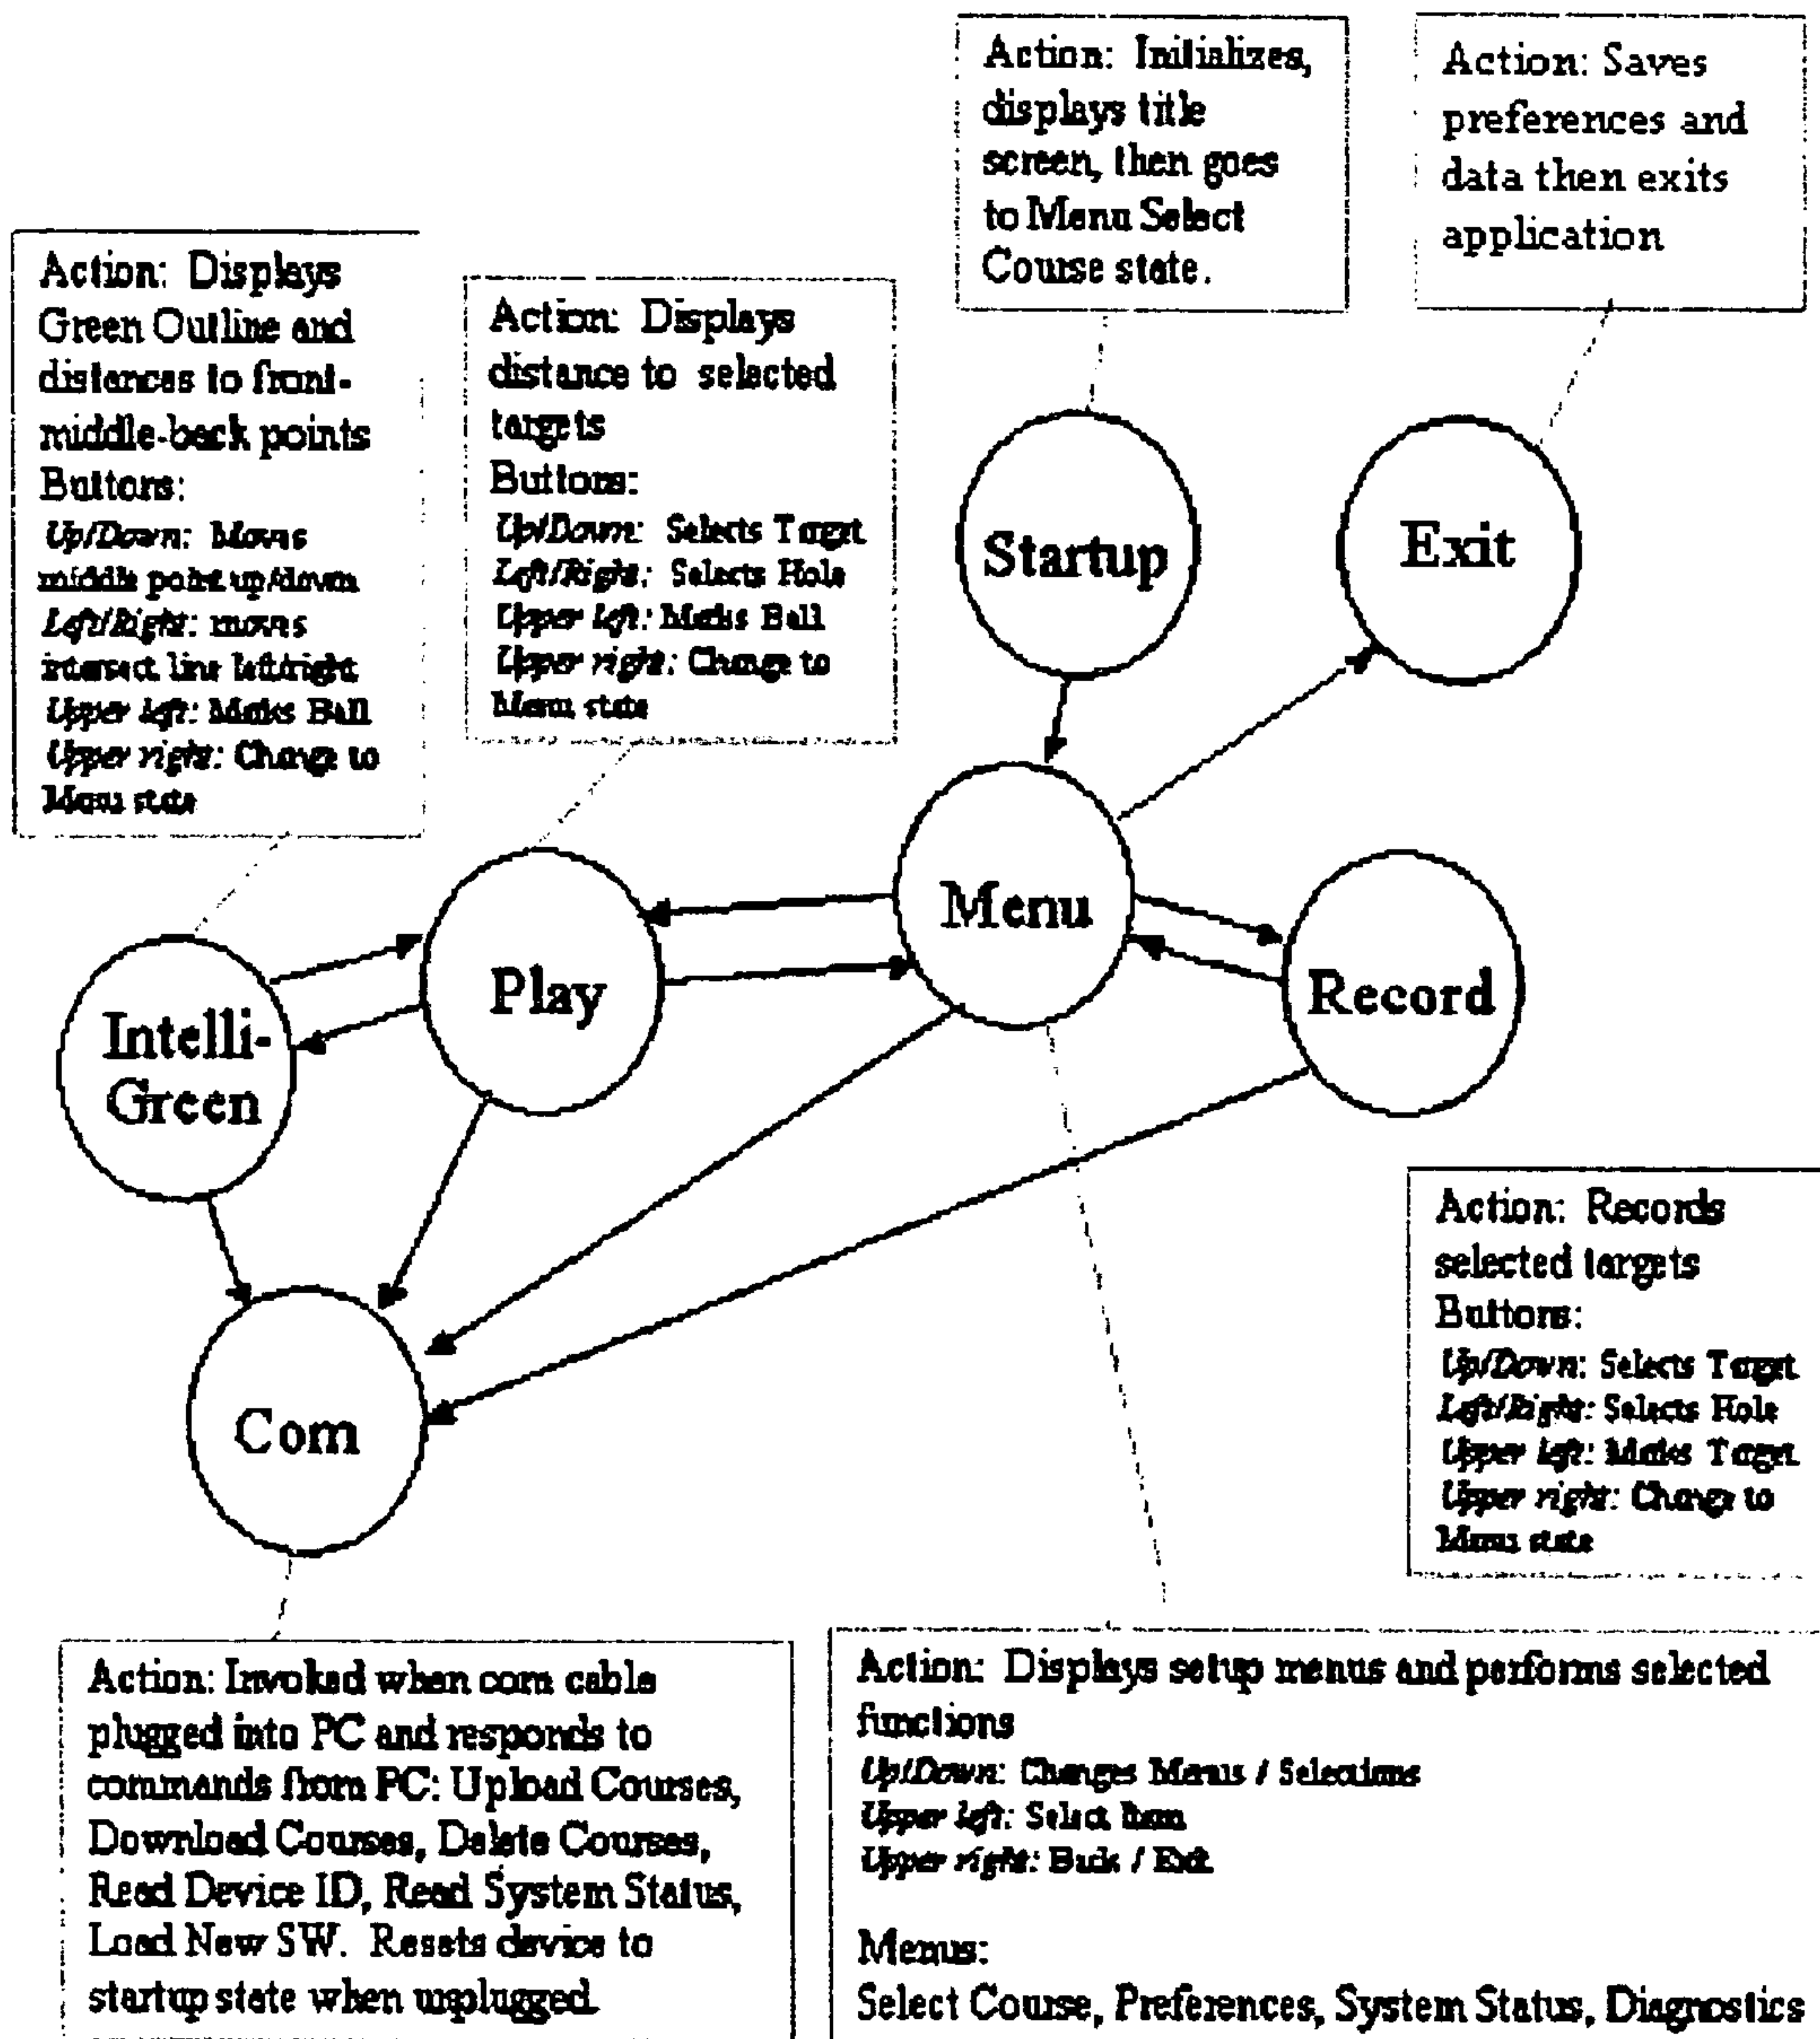 Action: Initializes,
displays title
screen, then goes
to Menu Select
Course state.
Action: Saves
preferences and
data then exits
application
Action: Displays
Green Outline and
distances to front-
middle-back points
Buttons:
Up/Down: Moves
middle point up/down
Left/Right: moves
intersect line left/right
Upper left: Marks Ball
Upper right: Change to
Menu state
Action: Displays
distance to selected
targets
Buttons:
Up/Down: Selects Target
Left/Right: Selects Hole
Upper left: Marks Ball
Upper right: Change to
Menu state
Startup
Exit
Menu
Play
Record
Intelli-
Green
Com
Action: Records
selected targets
Buttons:
Up/Down: Selects Target
Left/Right: Selects Hole
Upper left: Marks Target
Upper right: Change to
Menu state
Action: Invoked when com cable
plugged into PC and responds to
commands from PC: Upload Courses,
Download Courses, Delete Courses,
Read Device ID, Read System Status,
Load New SW. Resets device to
startup state when unplugged
Action: Displays setup menus and performs selected
functions
Up/Down: Changes Menus / Selections
Upper left: Select Item
Upper right: Back / Exit
Menus:
Select Course, Preferences, System Status, Diagnostics